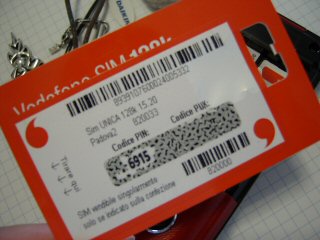 Vodafone SIM 128k
8939107600024005332
Sim UNICA 128k 15.20
Padova2 820033
Codice PIN: Codice PUK:
6915
Tirare qui
820000
SIM vendibile singolarmente
solo se indicato sulla confezione